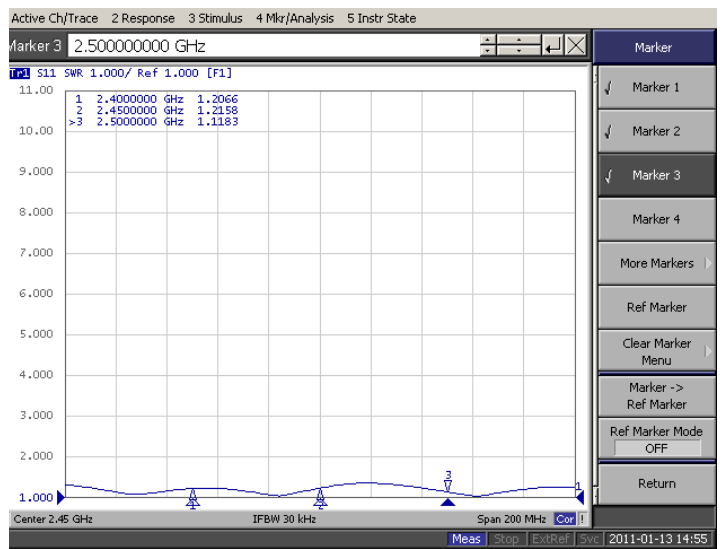 Active Ch/Trace 2 Response 3 Stimulus 4 Mkr/Analysis 5 Instr State
Marker 3 2.500000000 GHz
Marker
Tr1 S11 SWR 1.000/ Ref 1.000 [F1]
11.00
10.00
9.000
8.000
7.000
6.000
5.000
4.000
3.000
2.000
1.000
1 2.4000000 GHz 1.2066
2 2.4500000 GHz 1.2158
>3 2.5000000 GHz 1.1183
3
1
2
1
Marker 1
Marker 2
Marker 3
Marker 4
More Markers
Ref Marker
Clear Marker
Menu
Marker ->
Ref Marker
Ref Marker Mode
OFF
Return
Center 2.45 GHz IFBW 30 kHz Span 200 MHz Cor !
Meas Stop ExtRef Svc 2011-01-13 14:55